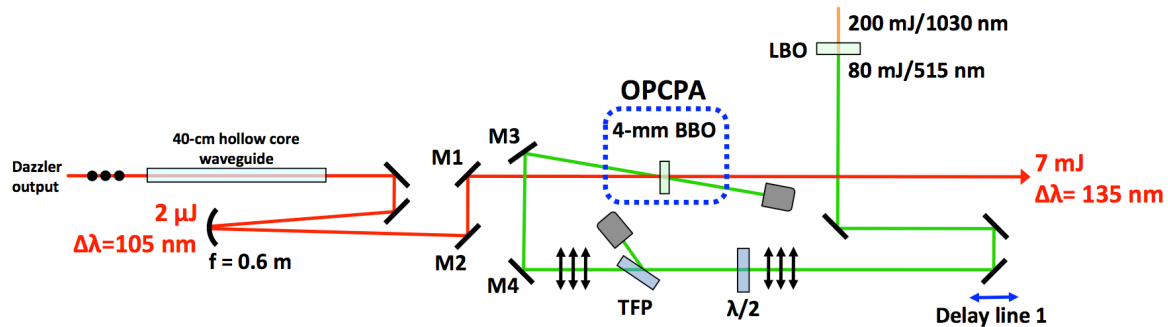 200 mJ/1030 nm
LBO
80 mJ/515 nm
OPCPA
4-mm BBO
M3
40-cm hollow core
waveguide
M1
Dazzler
output
7 mJ
Δλ= 135 nm
2 μJ
Δλ=105 nm
f = 0.6 m
M2
M4
TFP
λ/2
Delay line 1